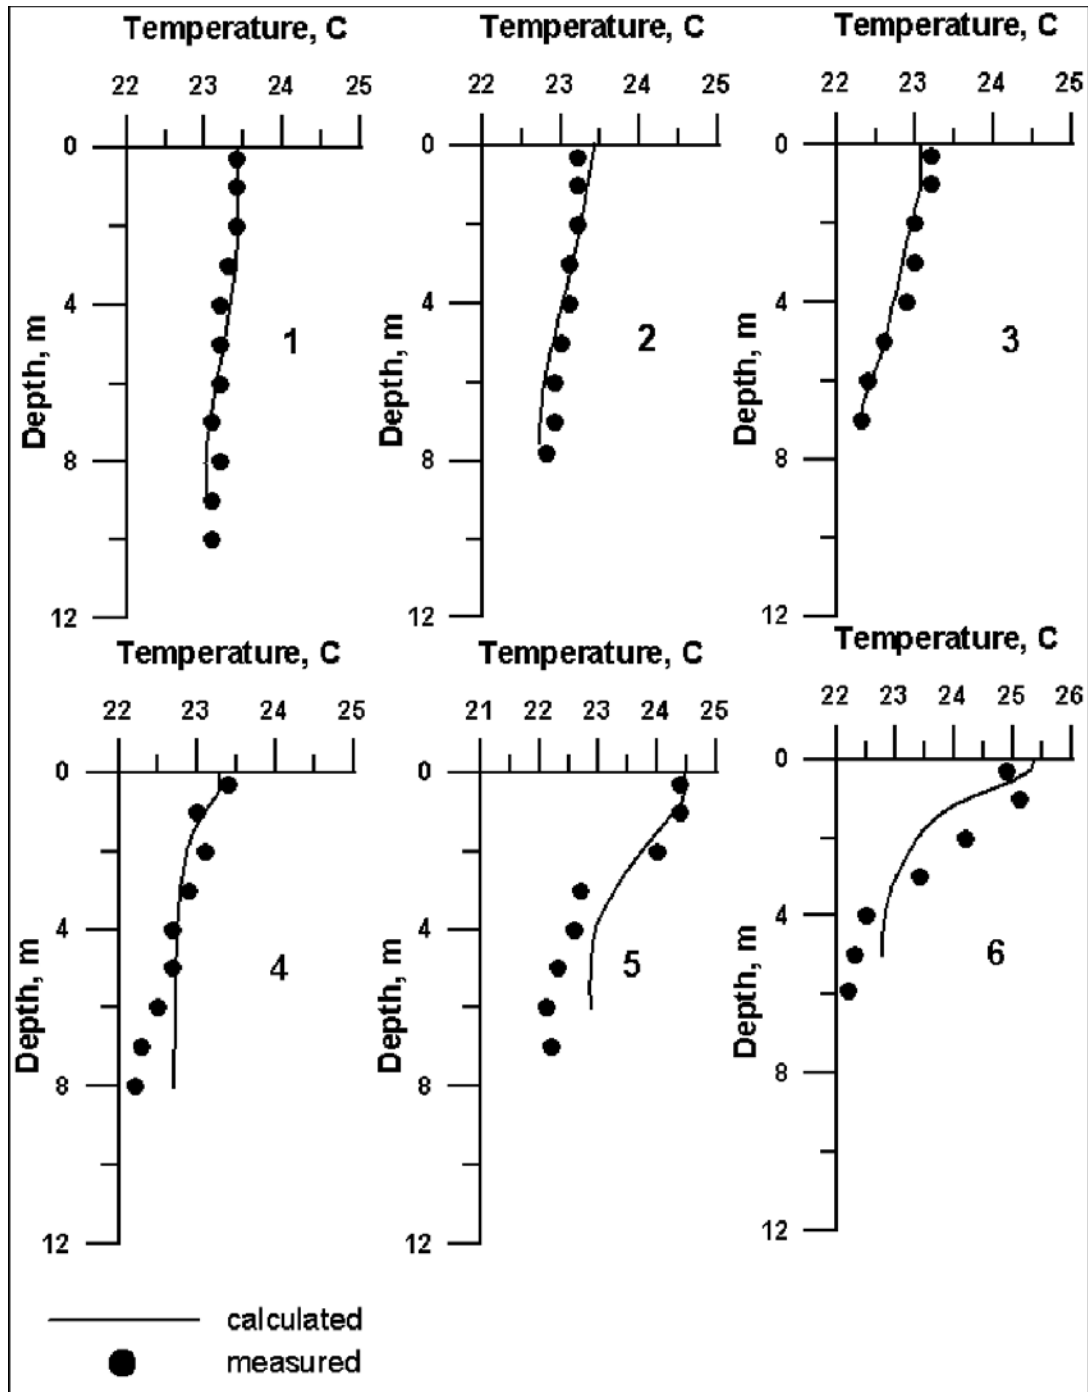 Temperature, C Temperature, C Temperature, C
22 23 24 25 22 23 24 25 22 23 24 25
0 0 0
4 4 4
Depth, m 1 Depth, m 2 Depth, m 3
8 8 8
12 12 12
Temperature, C Temperature, C Temperature, C
22 23 24 25 21 22 23 24 25 22 23 24 25 26
0 0 0
4 4 4
Depth, m 4 Depth, m 5 Depth, m 6
8 8 8
12 12 12
calculated
measured